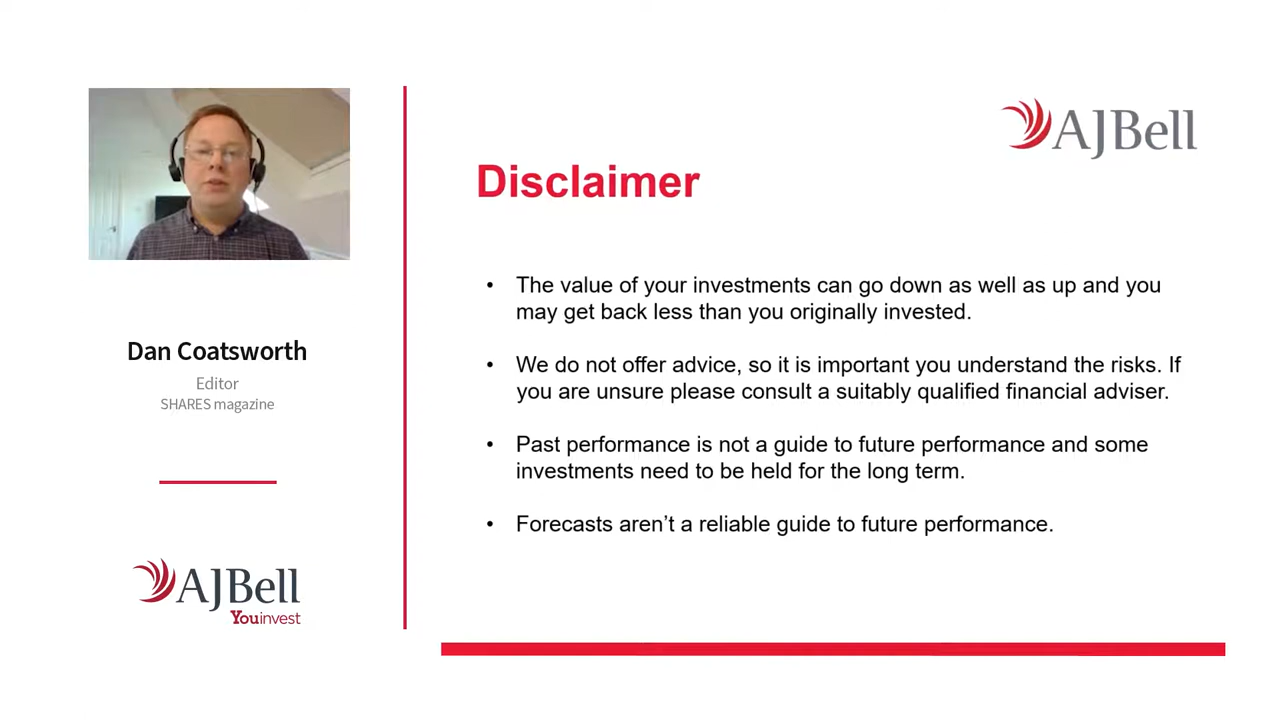 Dan Coatsworth
Editor
SHARES magazine
AJBell
Youinvest
AJBell
Disclaimer
• The value of your investments can go down as well as up and you
may get back less than you originally invested.
• We do not offer advice, so it is important you understand the risks. If
you are unsure please consult a suitably qualified financial adviser.
• Past performance is not a guide to future performance and some
investments need to be held for the long term.
• Forecasts aren’t a reliable guide to future performance.